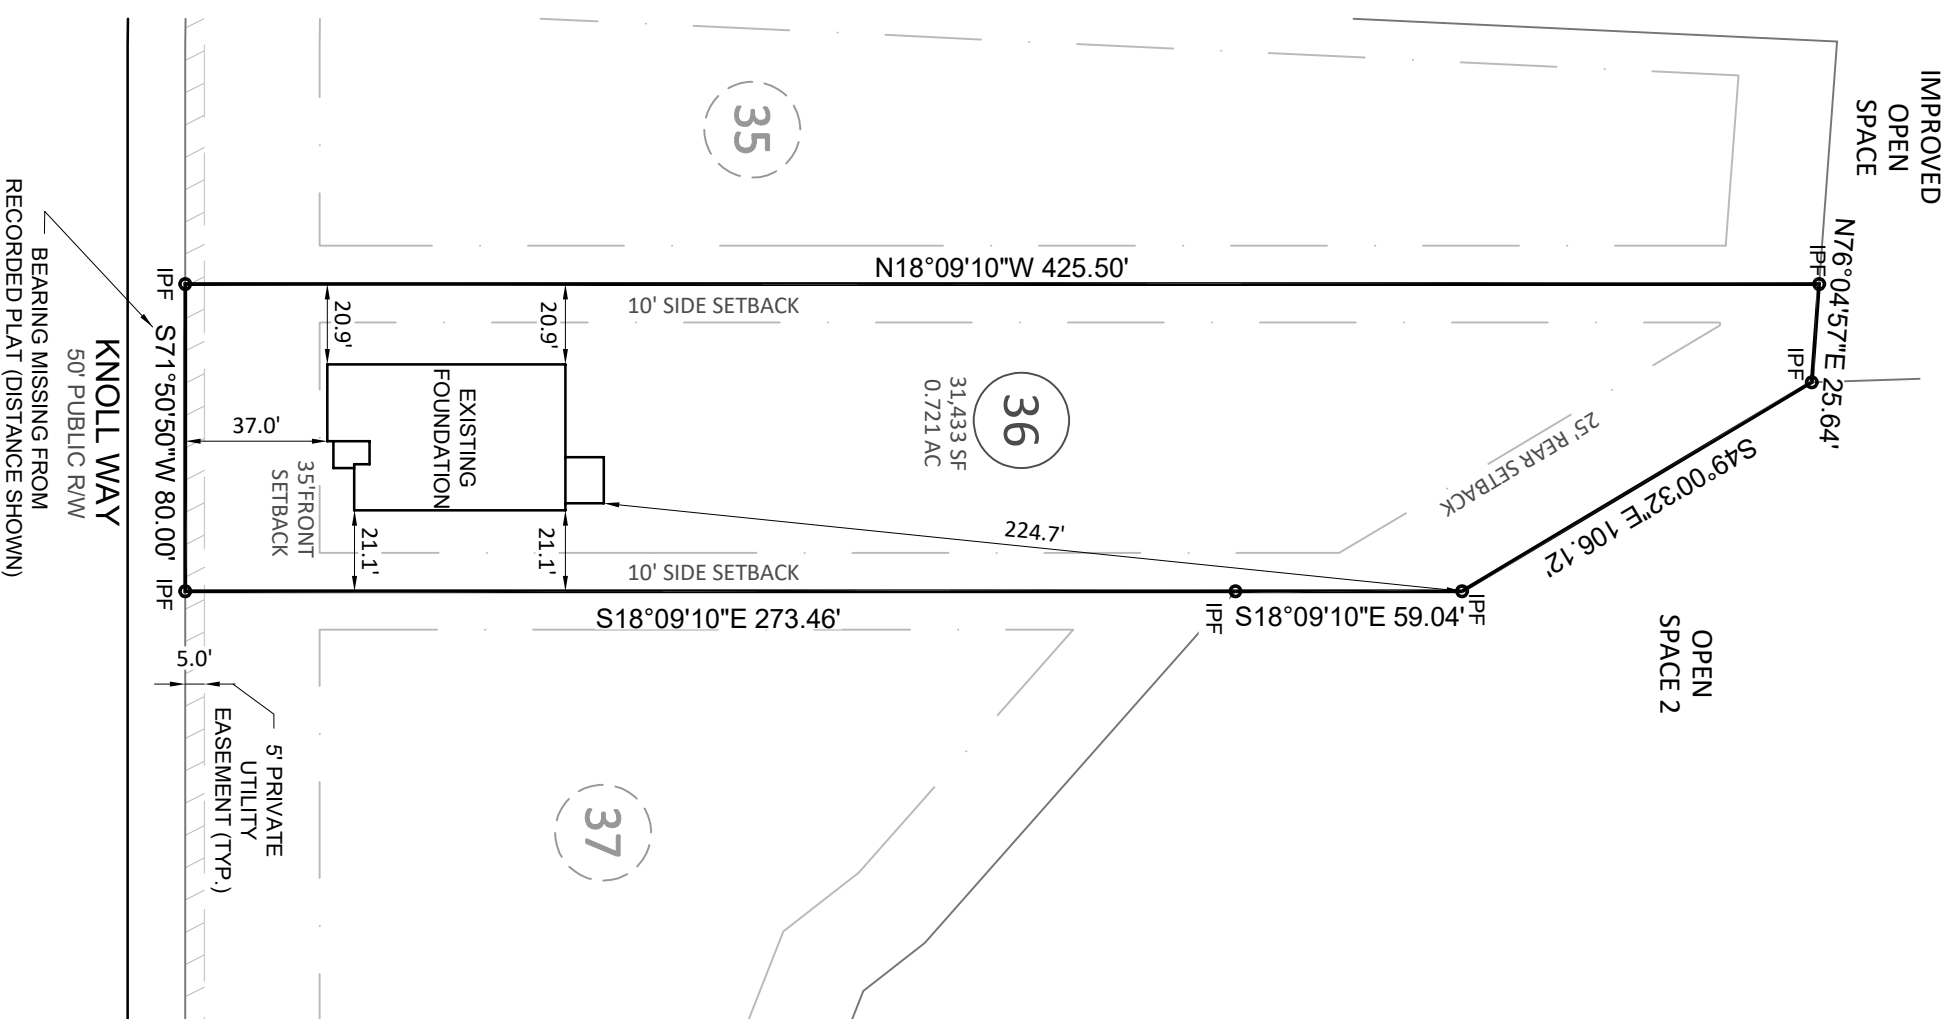 IMPROVED
OPEN
SPACE
35
N76°04'57"E 25.64'
IPF
IPF
N18°09'10"W 425.50'
10' SIDE SETBACK
IPF
20.9'
20.9'
S71°50'50"W 80.00'
KNOLL WAY
50' PUBLIC R/W
BEARING MISSING FROM
RECORDED PLAT (DISTANCE SHOWN)
37.0'
EXISTING
FOUNDATION
35'FRONT
SETBACK
36
31,433 SF
0.721 AC
25' REAR SETBACK
S49°00'32"E 106.12'
224.7'
21.1'
21.1'
10' SIDE SETBACK
IPF
S18°09'10"E 273.46'
IPF
S18°09'10"E 59.04'
IPF
OPEN
SPACE 2
5.0'
5' PRIVATE
UTILITY
EASEMENT (TYP.)
37